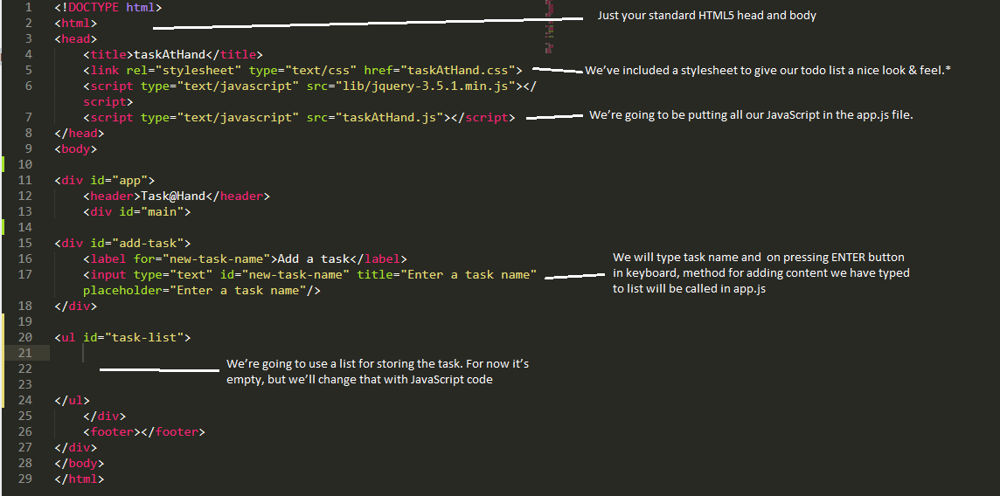 1 <!DOCTYPE html>
Just your standard HTML5 head and body
2 <html>
3 <head>
4 <title>taskAtHand</title>
5 <link rel="stylesheet" type="text/css" href="taskAtHand.css">
We've included a stylesheet to give our todo list a nice look & feel.*
6 <script type="text/javascript" src="lib/jquery-3.5.1.min.js"></
script>
7 <script type="text/javascript" src="taskAtHand.js"></script>
We're going to be putting all our JavaScript in the app.js file.
8 </head>
9 <body>
10
11 <div id="app">
12 <header>Task@Hand</header>
13 <div id="main">
14
15 <div id="add-task">
16 <label for="new-task-name">Add a task</label>
17 <input type="text" id="new-task-name" title="Enter a task name"
placeholder="Enter a task name"/>
We will type task name and  on pressing ENTER button
in keyboard, method for adding content we have typed
to list will be called in app.js
18 </div>
19
20 <ul id="task-list">
21
22
23
We're going to use a list for storing the task. For now it's
empty, but we'll change that with JavaScript code
24 </ul>
25 </div>
26 <footer></footer>
27 </div>
28 </body>
29 </html>